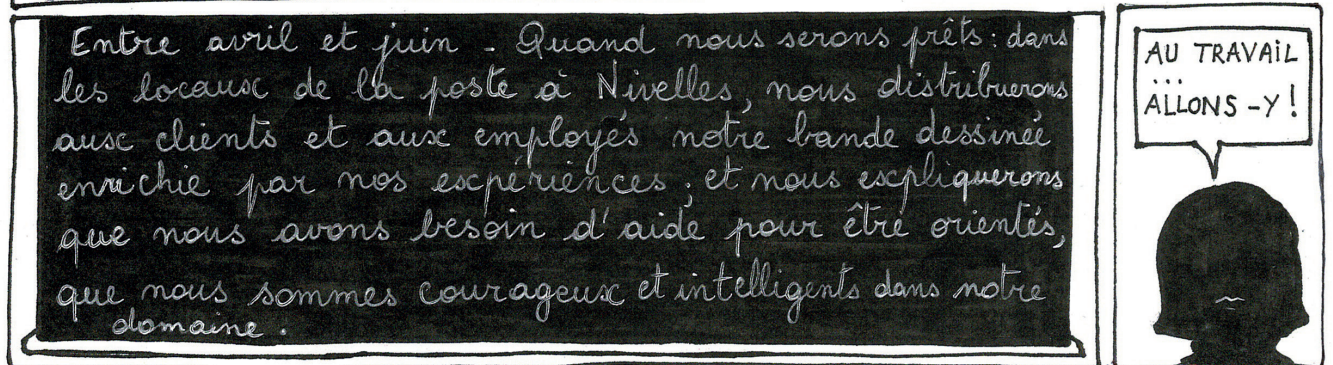 Entre avril et juin - Quand nous serons prêts : dans
les locaux de la poste à Nivelles, nous distribuerons
aux clients et aux employés notre bande dessinée
enrichie par nos expériences ; et nous expliquerons
que nous avons besoin d'aide pour être orientés,
que nous sommes courageux et intelligents dans notre
domaine.
AU TRAVAIL
...
ALLONS-Y !